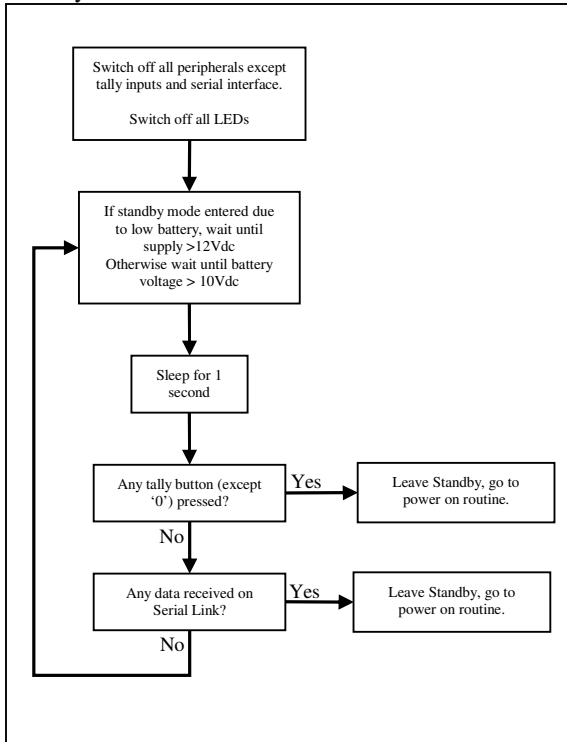 Switch off all peripherals except
tally inputs and serial interface.
Switch off all LEDs
If standby mode entered due
to low battery, wait until
supply >12Vdc
Otherwise wait until battery
voltage > 10Vdc
Sleep for 1
second
Any tally button (except
‘0’) pressed?
Yes
Leave Standby, go to
power on routine.
No
Any data received on
Serial Link?
Yes
Leave Standby, go to
power on routine.
No